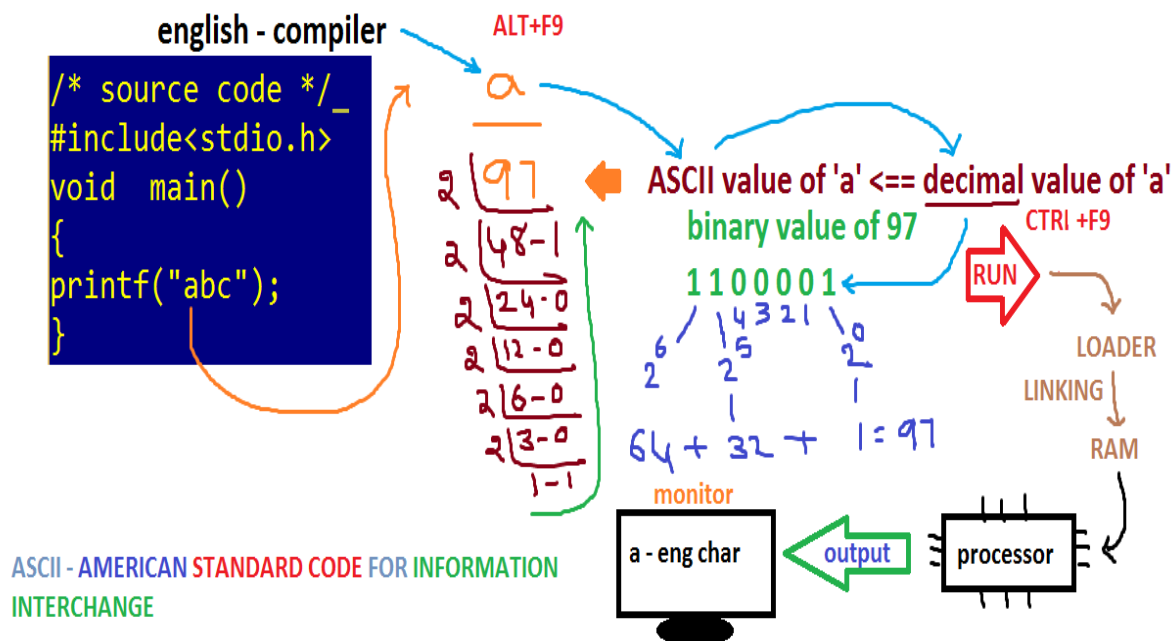 english - compiler
ALT+F9
/* source code */_
#include<stdio.h>
void main()
{
printf("abc");
}
a
2 97
2 48-1
2 24-0
2 12-0
2 6-0
2 3-0
1-1
ASCII value of 'a' <== decimal value of 'a'
binary value of 97
CTRl +F9
1100001
RUN
4 3 2 1
2^6 2^5 2^0
64 + 32 + 1 = 97
LOADER
LINKING
RAM
monitor
a - eng char
output
processor
ASCII - AMERICAN STANDARD CODE FOR INFORMATION
INTERCHANGE